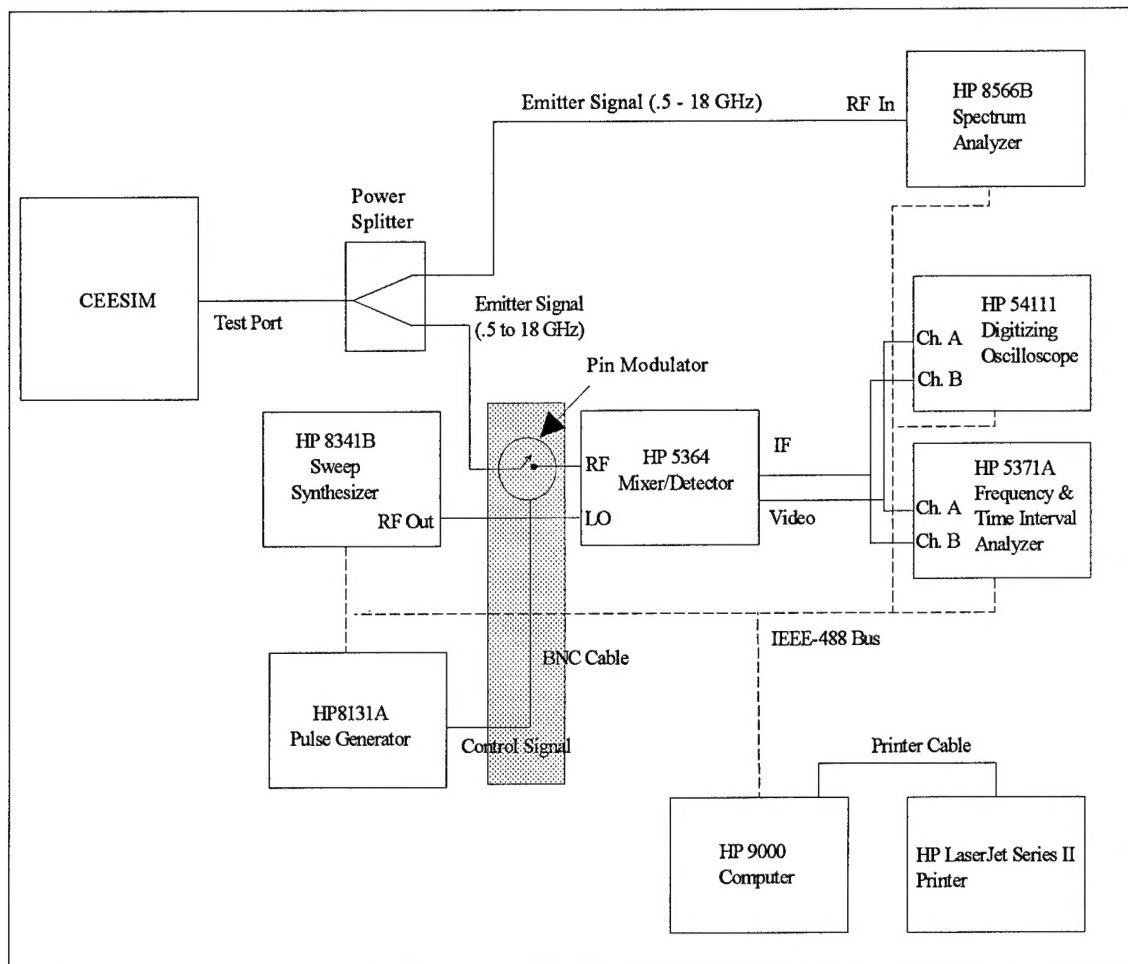 HP 8566B
Spectrum
Analyzer
Emitter Signal (.5 - 18 GHz)
RF In
Power
Splitter
CEESIM
Test Port
Emitter Signal
(.5 to 18 GHz)
HP 54111
Digitizing
Oscilloscope
Ch. A
Ch. B
Pin Modulator
HP 8341B
Sweep
Synthesizer
RF Out
RF
LO
HP 5364
Mixer/Detector
IF
Video
HP 5371A
Frequency &
Time Interval
Analyzer
Ch. A
Ch. B
IEEE-488 Bus
BNC Cable
HP8131A
Pulse Generator
Control Signal
Printer Cable
HP 9000
Computer
HP LaserJet Series II
Printer